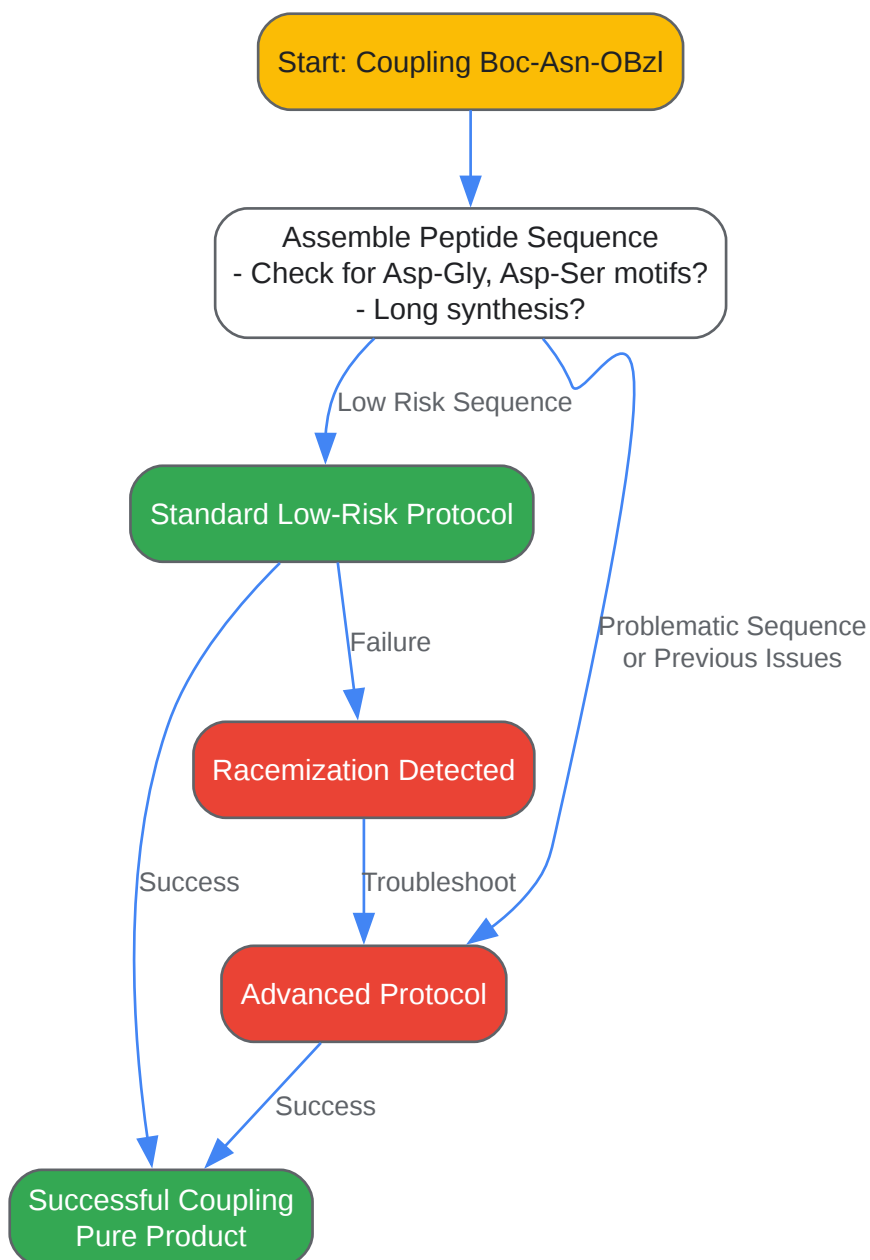 Start: Coupling Boc-Asn-OBzl
Assemble Peptide Sequence
- Check for Asp-Gly, Asp-Ser motifs?
- Long synthesis?
Low Risk Sequence
Standard Low-Risk Protocol
Problematic Sequence
or Previous Issues
Failure
Racemization Detected
Success
Troubleshoot
Advanced Protocol
Success
Successful Coupling
Pure Product